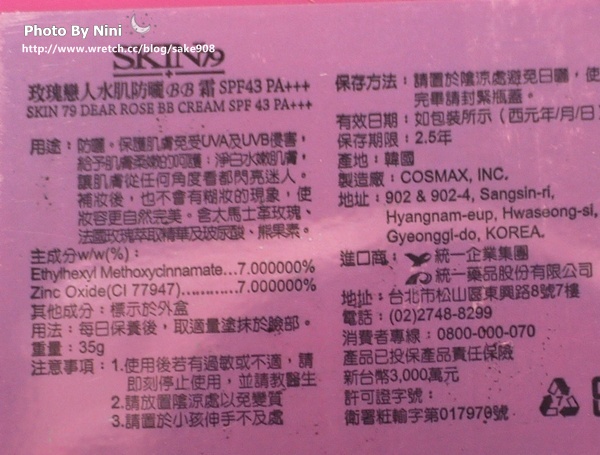 Photo By Nini
http://www.wretch.cc/blog/sake908
SKIN79
玫瑰戀人水肌防曬BB霜 SPF43 PA+++
SKIN 79 DEAR ROSE BB CREAM SPF 43 PA+++
用途：防曬。保護肌膚免受UVA及UVB侵害，
給予肌膚柔嫩的呵護；淨白水嫩肌膚，
讓肌膚從任何角度看都閃亮迷人。
補妝後，也不會有糊妝的現象，使
妝容更自然完美。含大馬士革玫瑰、
法國玫瑰萃取精華及玻尿酸、熊果素。
主成分w/w(%)：
Ethylhexyl Methoxycinnamate...7.000000%
Zinc Oxide(CI 77947)............7.000000%
其他成分：標示於外盒
用法：每日保養後，取適量塗抹於臉部。
重量：35g
注意事項：1.使用後若有過敏或不適，請
即刻停止使用，並請教醫生
2.請放置陰涼處以免變質
3.請置於小孩伸手不及處
保存方法：請置於陰涼處避免日曬，使
完畢請封緊瓶蓋。
有效日期：如包裝所示（西元年/月/日）
保存期限：2.5年
產地：韓國
製造廠：COSMAX, INC.
地址：902 & 902-4, Sangsin-ri,
Hyangnam-eup, Hwaseong-si,
Gyeonggi-do, KOREA.
進口商：統一企業集團
統一藥品股份有限公司
地址：台北市松山區東興路8號7樓
電話：(02)2748-8299
消費者專線：0800-000-070
產品已投保產品責任保險
新台幣3,000萬元
許可證字號：
衛署粧輸字第017970號
7